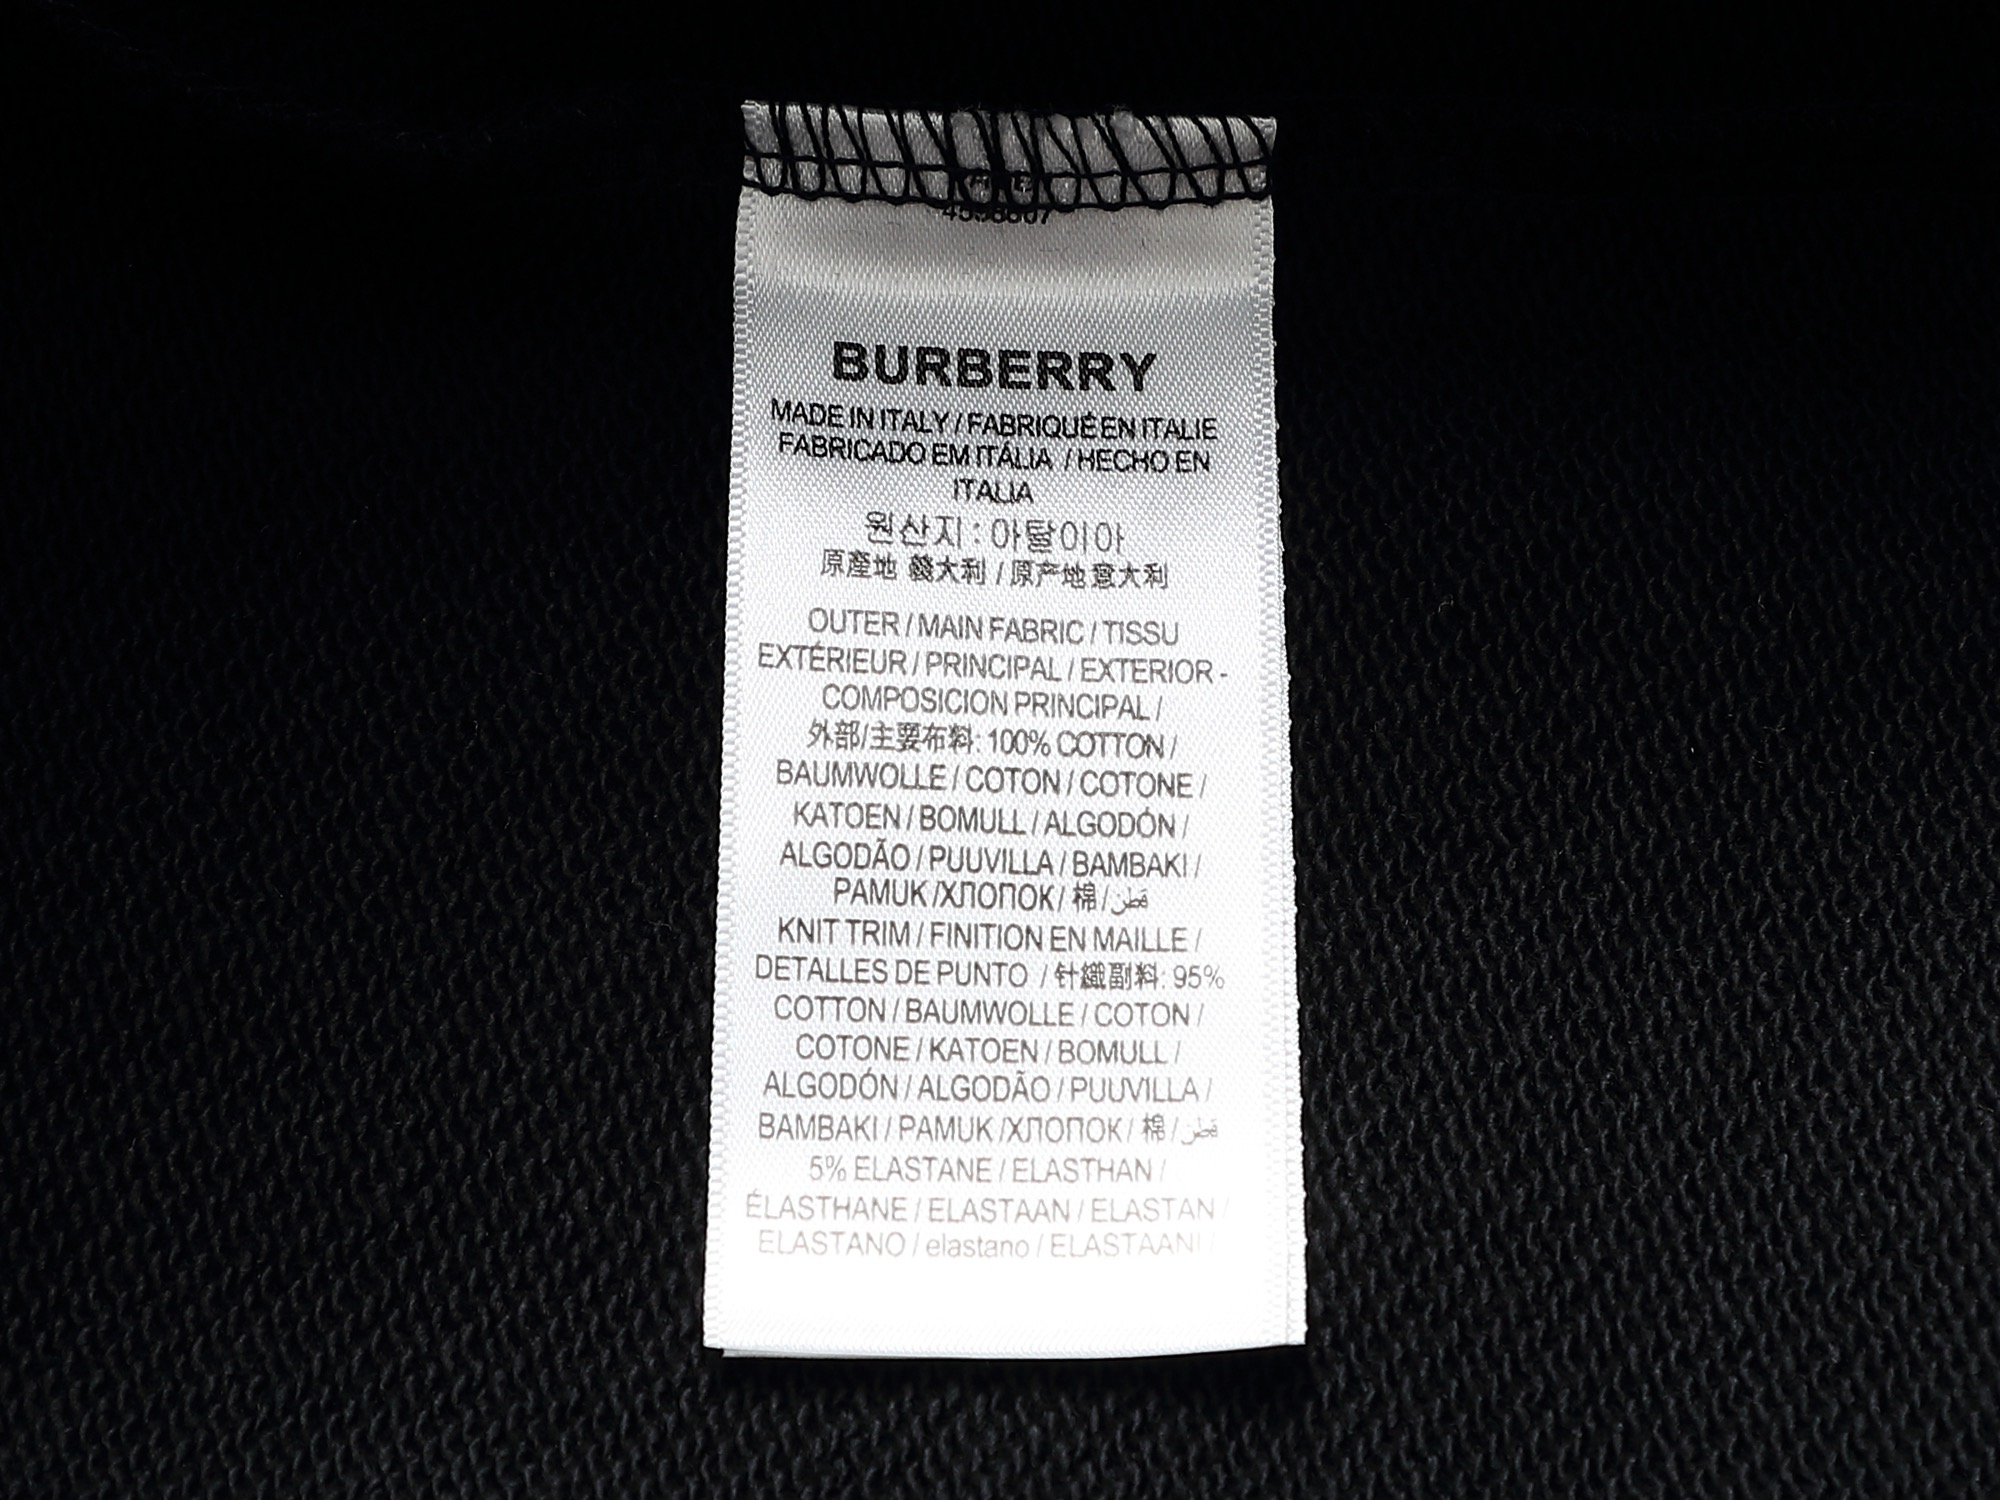 BURBERRY
MADE IN ITALY / FABRIQUÉ EN ITALIE
FABRICADO EM ITÁLIA / HECHO EN
ITALIA
원산지 : 아탈이아
原產地 義大利 / 原产地 意大利
OUTER / MAIN FABRIC / TISSU
EXTÉRIEUR / PRINCIPAL / EXTERIOR -
COMPOSICION PRINCIPAL /
外部/主要布料: 100% COTTON /
BAUMWOLLE / COTON / COTONE /
KATOEN / BOMULL / ALGODÓN /
ALGODÃO / PUUVILLA / BAMBAKI /
PAMUK /ХЛОПОК / 棉 / قطن
KNIT TRIM / FINITION EN MAILLE /
DETALLES DE PUNTO / 针織副料: 95%
COTTON / BAUMWOLLE / COTON /
COTONE / KATOEN / BOMULL /
ALGODÓN / ALGODÃO / PUUVILLA /
BAMBAKI / PAMUK /ХЛОПОК / 棉 / قطن
5% ELASTANE / ELASTHAN /
ÉLASTHANE / ELASTAAN / ELASTAN /
ELASTANO / elastano / ELASTAANI /